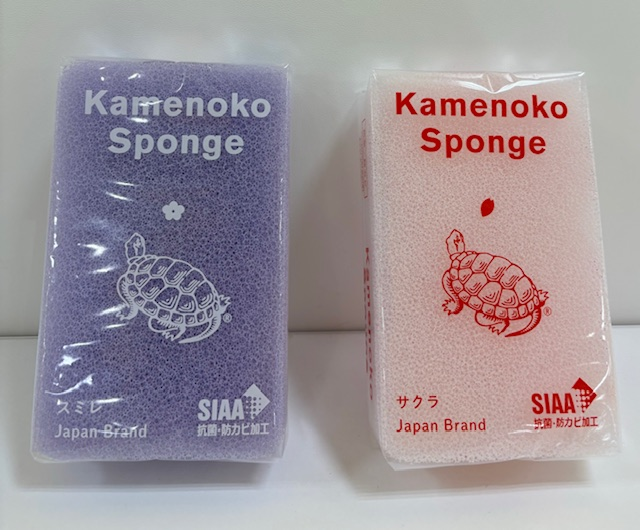 Kamenoko
Sponge
®
スミレ
Japan Brand
SIAA
抗菌・防カビ加工
Kamenoko
Sponge
®
サクラ
Japan Brand
SIAA
抗菌・防カビ加工